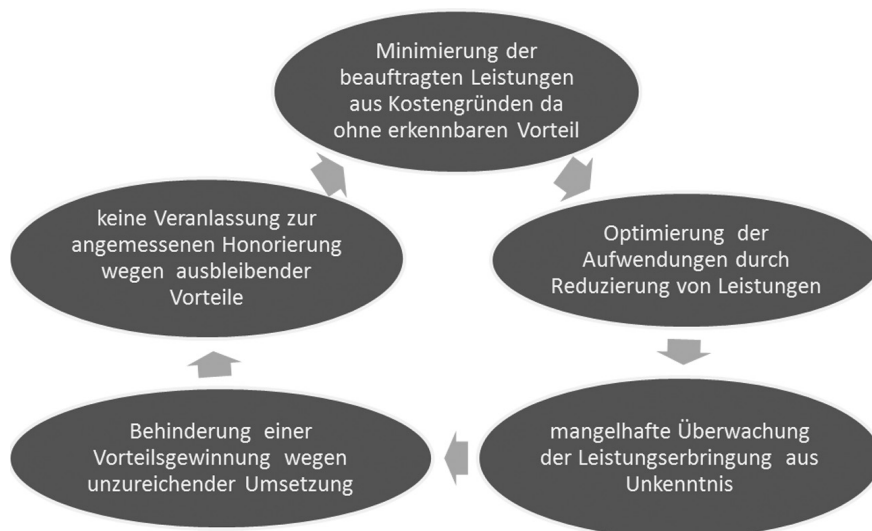 Minimierung der
beauftragten Leistungen
aus Kostengründen da
ohne erkennbaren Vorteil
Optimierung der
Aufwendungen durch
Reduzierung von Leistungen
mangelhafte Überwachung
der Leistungserbringung aus
Unkenntnis
Behinderung einer
Vorteilsgewinnung wegen
unzureichender Umsetzung
keine Veranlassung zur
angemessenen Honorierung
wegen ausbleibender
Vorteile